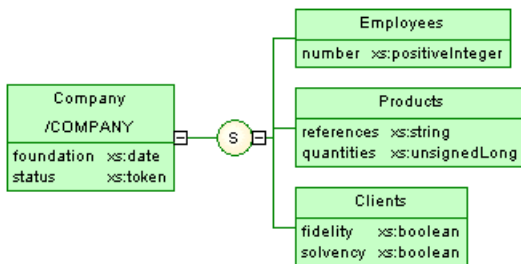 Company
/COMPANY
foundation xs:date
status xs:token
S
Employees
number xs:positiveInteger
Products
references xs:string
quantities xs:unsignedLong
Clients
fidelity xs:boolean
solvency xs:boolean